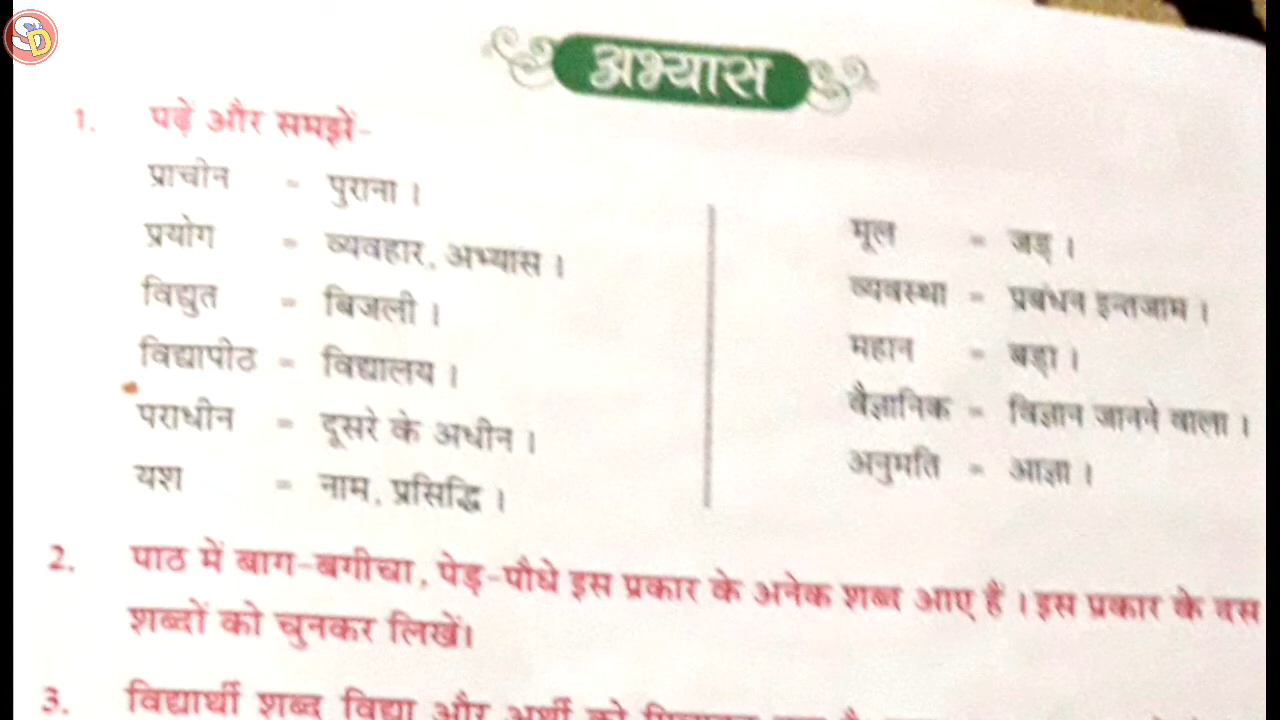 SD
अभ्यास
1. पढ़ें और समझें-
प्राचीन - पुराना ।
प्रयोग = व्यवहार, अभ्यास ।
विद्युत = बिजली ।
विद्यापीठ = विद्यालय ।
पराधीन = दूसरे के अधीन ।
यश = नाम, प्रसिद्धि ।
मूल = जड़ ।
व्यवस्था = प्रबंधन इन्तजाम ।
महान = बड़ा ।
वैज्ञानिक = विज्ञान जानने वाला ।
अनुमति = आज्ञा ।
2. पाठ में बाग-बगीचा, पेड़-पौधे इस प्रकार के अनेक शब्द आए हैं । इस प्रकार के दस
शब्दों को चुनकर लिखें।
3. विद्यार्थी शब्द विद्या और अर्थी को